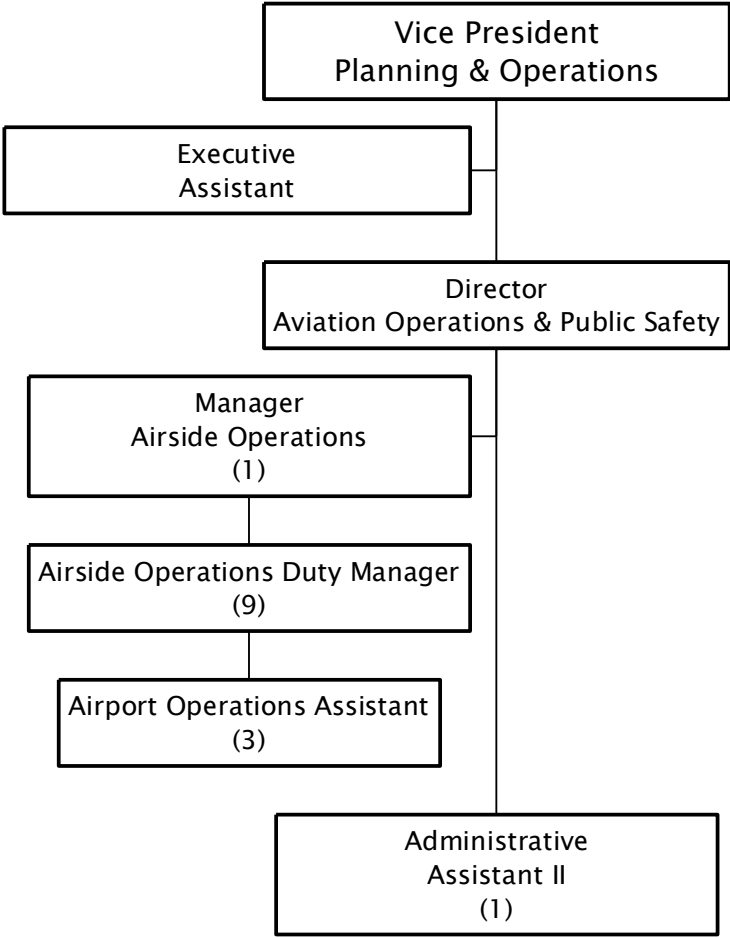 Vice President
Planning & Operations
Executive
Assistant
Director
Aviation Operations & Public Safety
Manager
Airside Operations
(1)
Airside Operations Duty Manager
(9)
Airport Operations Assistant
(3)
Administrative
Assistant II
(1)